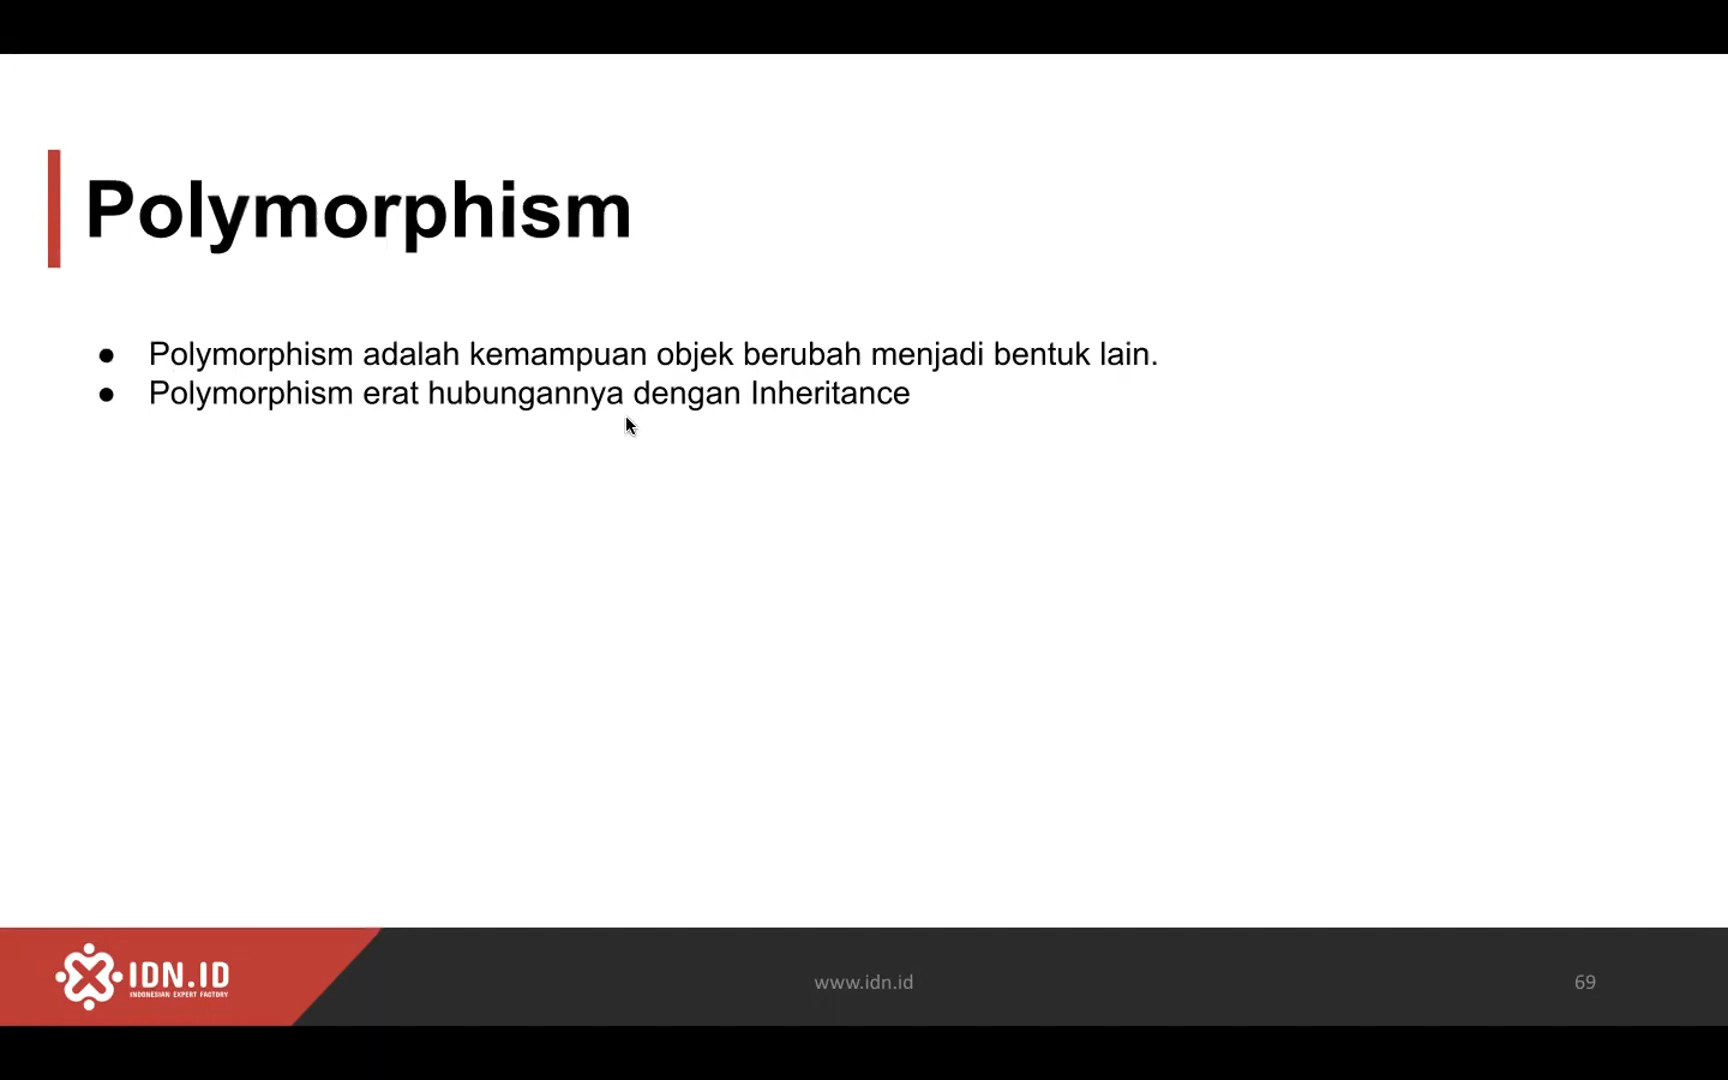 Polymorphism
● Polymorphism adalah kemampuan objek berubah menjadi bentuk lain.
● Polymorphism erat hubungannya dengan Inheritance
IDN.ID
INDONESIAN EXPERT FACTORY
www.idn.id
69